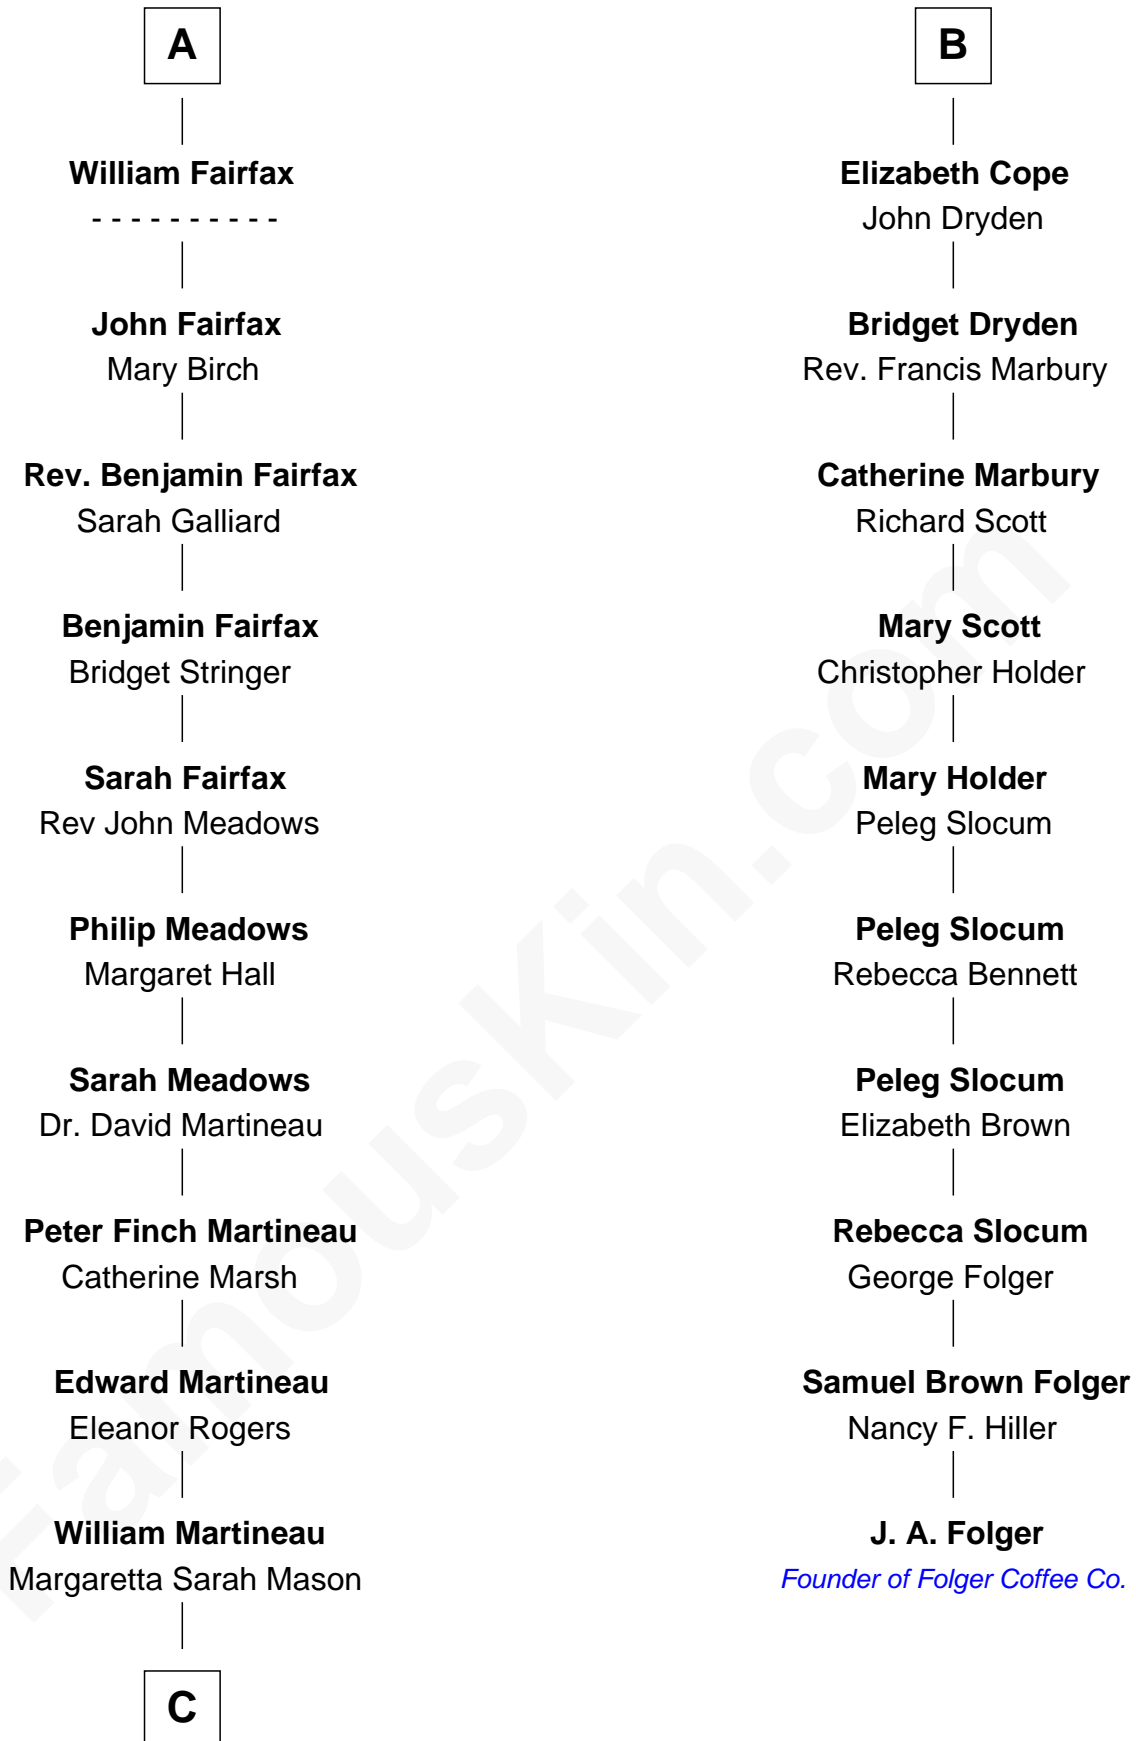 A
William Fairfax
- - - - - - - - - -
John Fairfax
Mary Birch
Rev. Benjamin Fairfax
Sarah Galliard
Benjamin Fairfax
Bridget Stringer
Sarah Fairfax
Rev John Meadows
Philip Meadows
Margaret Hall
Sarah Meadows
Dr. David Martineau
Peter Finch Martineau
Catherine Marsh
Edward Martineau
Eleanor Rogers
William Martineau
Margaretta Sarah Mason
C
B
Elizabeth Cope
John Dryden
Bridget Dryden
Rev. Francis Marbury
Catherine Marbury
Richard Scott
Mary Scott
Christopher Holder
Mary Holder
Peleg Slocum
Peleg Slocum
Rebecca Bennett
Peleg Slocum
Elizabeth Brown
Rebecca Slocum
George Folger
Samuel Brown Folger
Nancy F. Hiller
J. A. Folger
Founder of Folger Coffee Co.
FamousKin.com